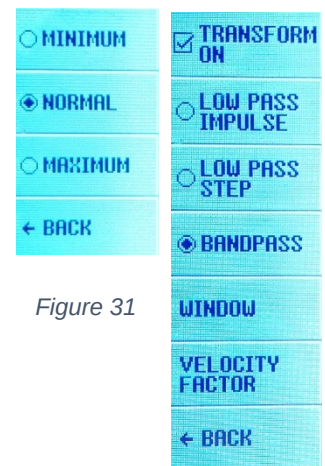 MINIMUM
NORMAL
MAXIMUM
← BACK
Figure 31
TRANSFORM
ON
LOW PASS
IMPULSE
LOW PASS
STEP
BANDPASS
WINDOW
VELOCITY
FACTOR
← BACK